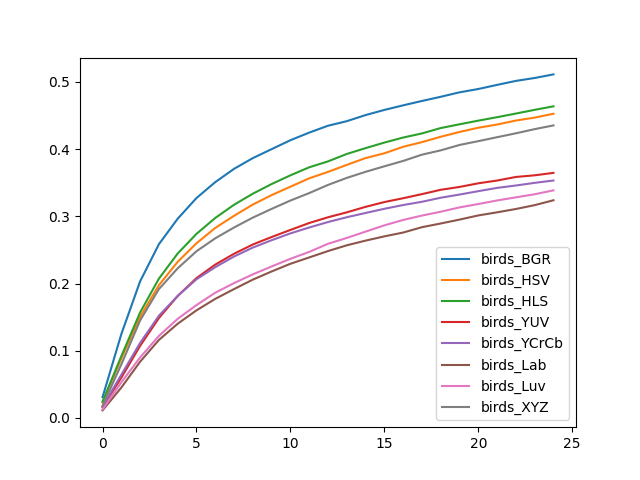 0.5
0.4
0.3
0.2
0.1
0.0
0 5 10 15 20 25
birds_BGR
birds_HSV
birds_HLS
birds_YUV
birds_YCrCb
birds_Lab
birds_Luv
birds_XYZ